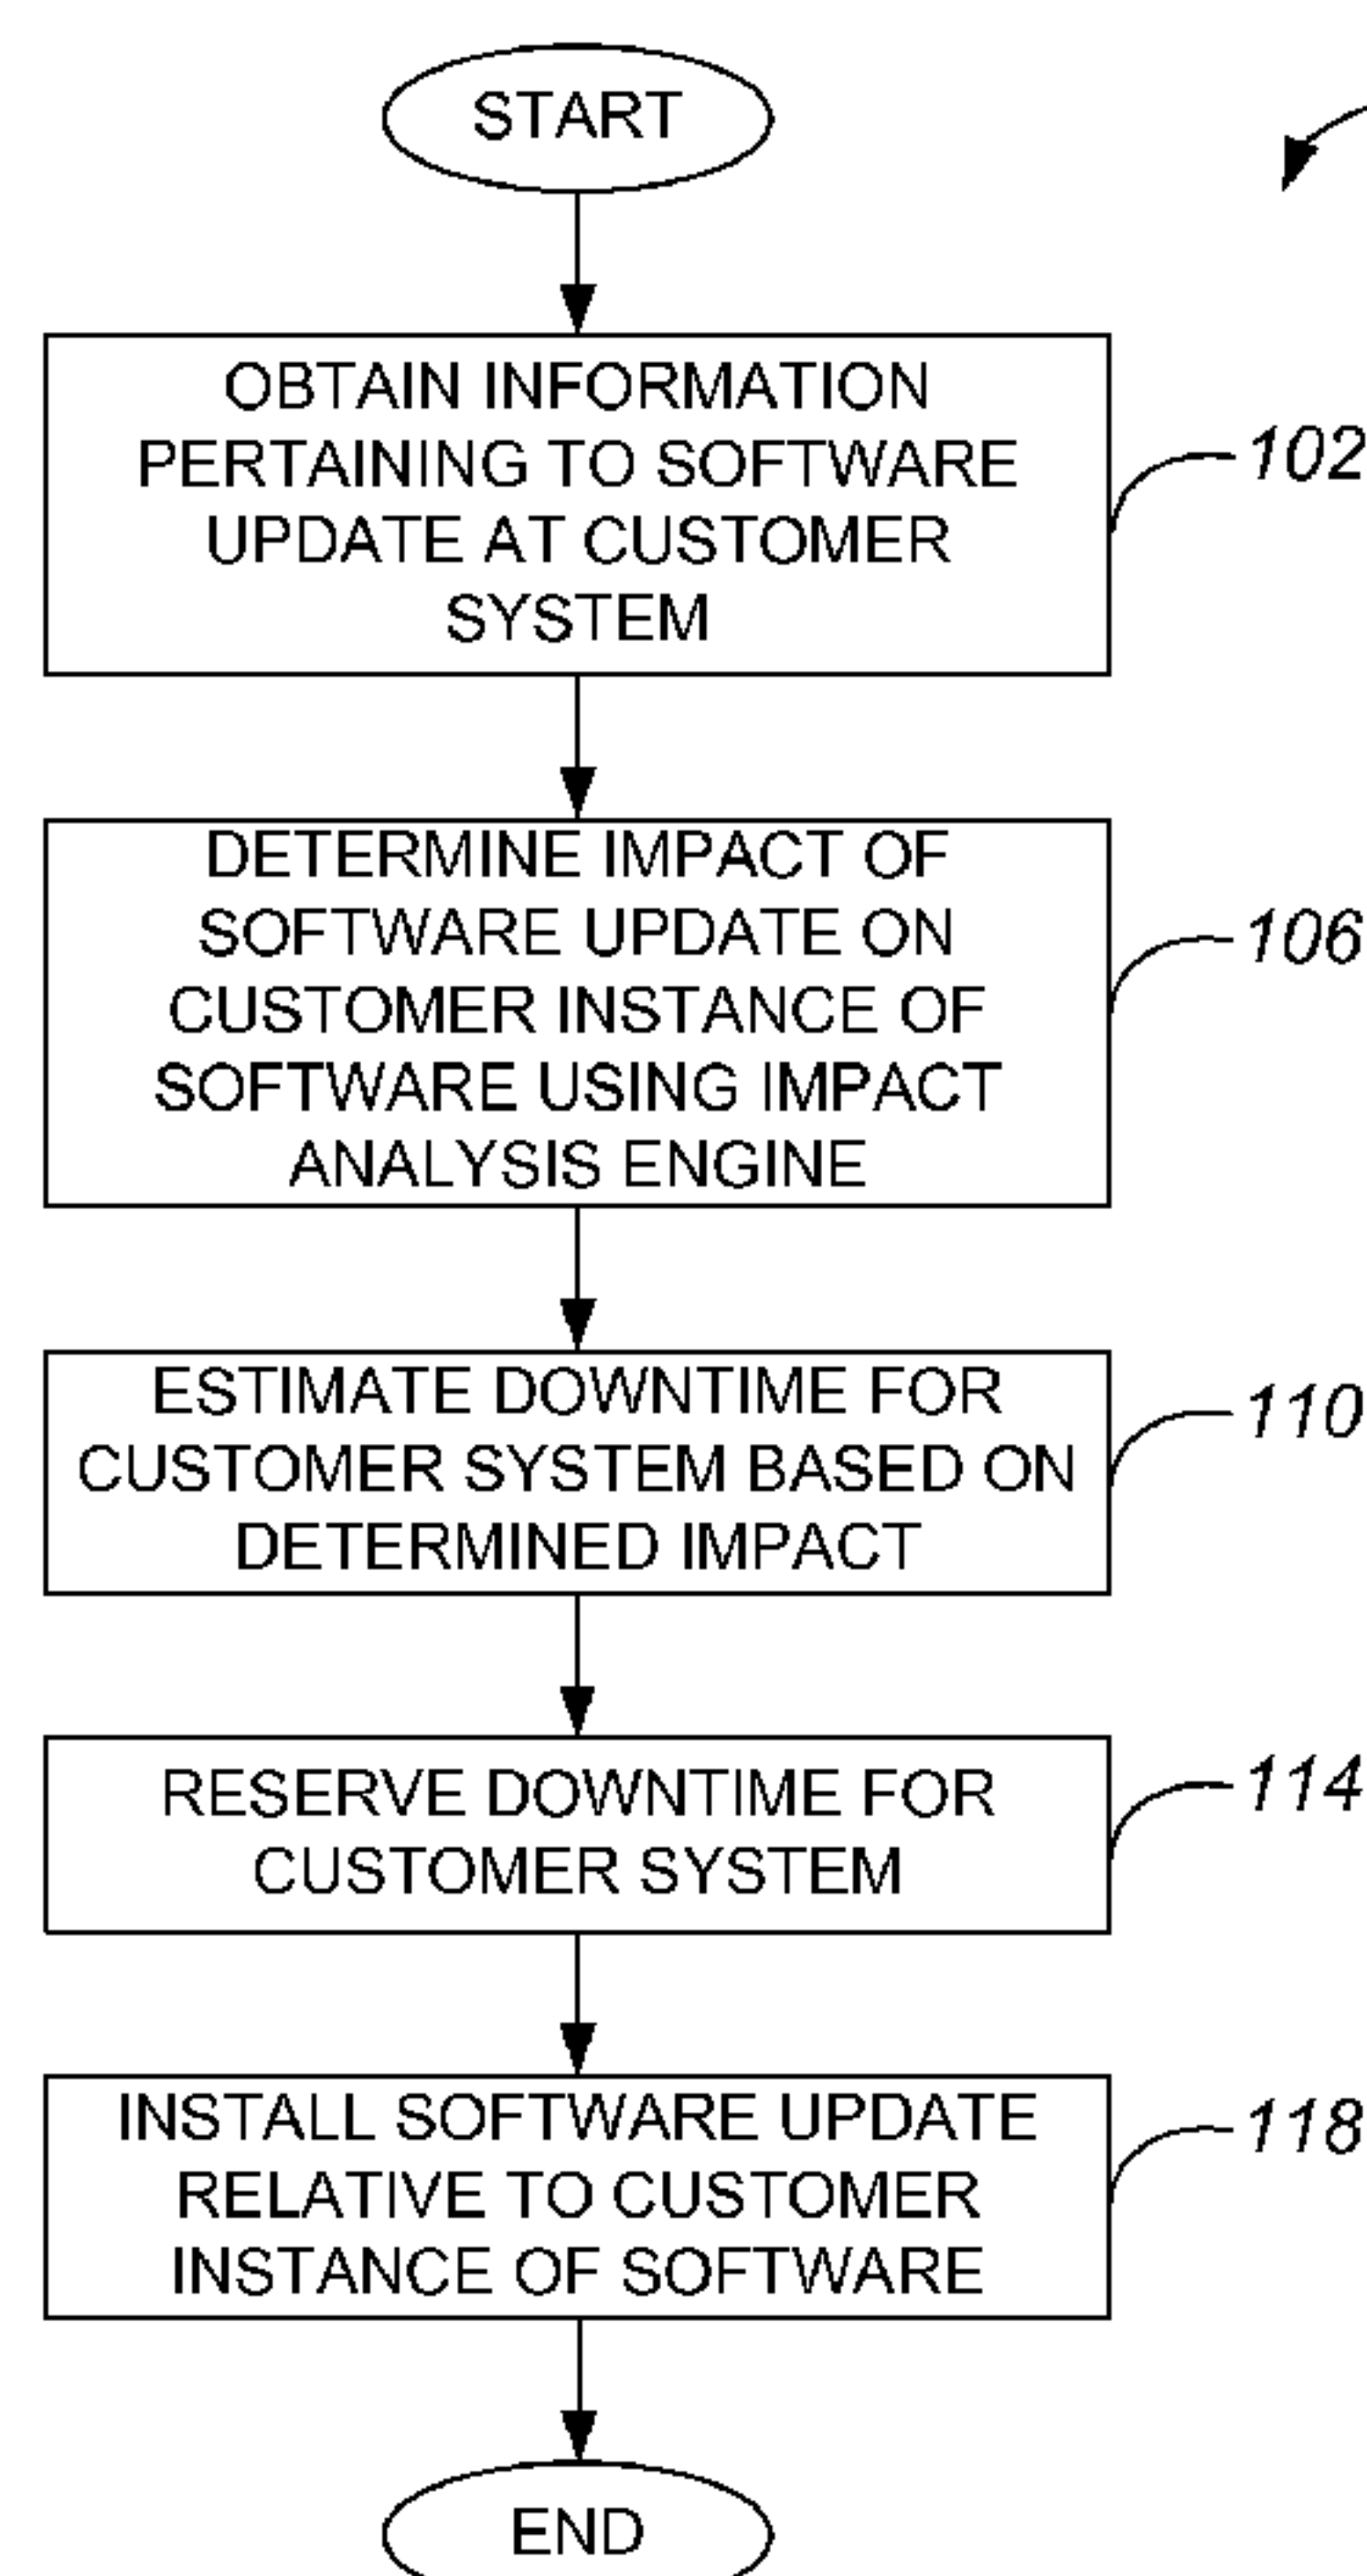 START
OBTAIN INFORMATION
PERTAINING TO SOFTWARE
UPDATE AT CUSTOMER
SYSTEM
102
DETERMINE IMPACT OF
SOFTWARE UPDATE ON
CUSTOMER INSTANCE OF
SOFTWARE USING IMPACT
ANALYSIS ENGINE
106
ESTIMATE DOWNTIME FOR
CUSTOMER SYSTEM BASED ON
DETERMINED IMPACT
110
RESERVE DOWNTIME FOR
CUSTOMER SYSTEM
114
INSTALL SOFTWARE UPDATE
RELATIVE TO CUSTOMER
INSTANCE OF SOFTWARE
118
END